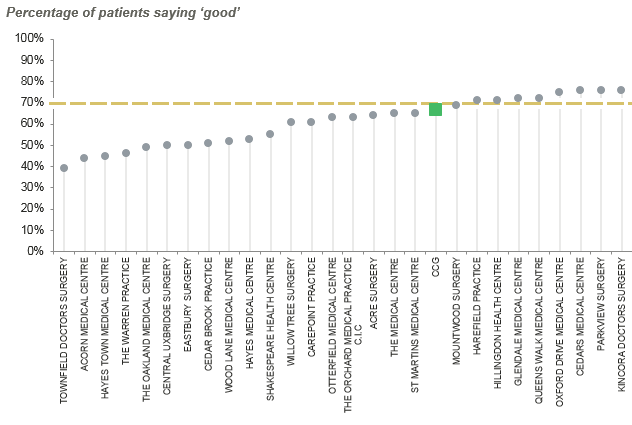 Percentage of patients saying ‘good’
100%
90%
80%
70%
60%
50%
40%
30%
20%
10%
0%
TOWNFIELD DOCTORS SURGERY
ACORN MEDICAL CENTRE
HAYES TOWN MEDICAL CENTRE
THE WARREN PRACTICE
THE OAKLAND MEDICAL CENTRE
CENTRAL UXBRIDGE SURGERY
EASTBURY SURGERY
CEDAR BROOK PRACTICE
WOOD LANE MEDICAL CENTRE
HAYES MEDICAL CENTRE
SHAKESPEARE HEALTH CENTRE
WILLOW TREE SURGERY
CAREPOINT PRACTICE
OTTERFIELD MEDICAL CENTRE
THE ORCHARD MEDICAL PRACTICE
C.I.C
ACRE SURGERY
THE MEDICAL CENTRE
ST MARTINS MEDICAL CENTRE
CCG
MOUNTWOOD SURGERY
HAREFIELD PRACTICE
HILLINGDON HEALTH CENTRE
GLENDALE MEDICAL CENTRE
QUEENS WALK MEDICAL CENTRE
OXFORD DRIVE MEDICAL CENTRE
CEDARS MEDICAL CENTRE
PARKVIEW SURGERY
KINCORA DOCTORS SURGERY